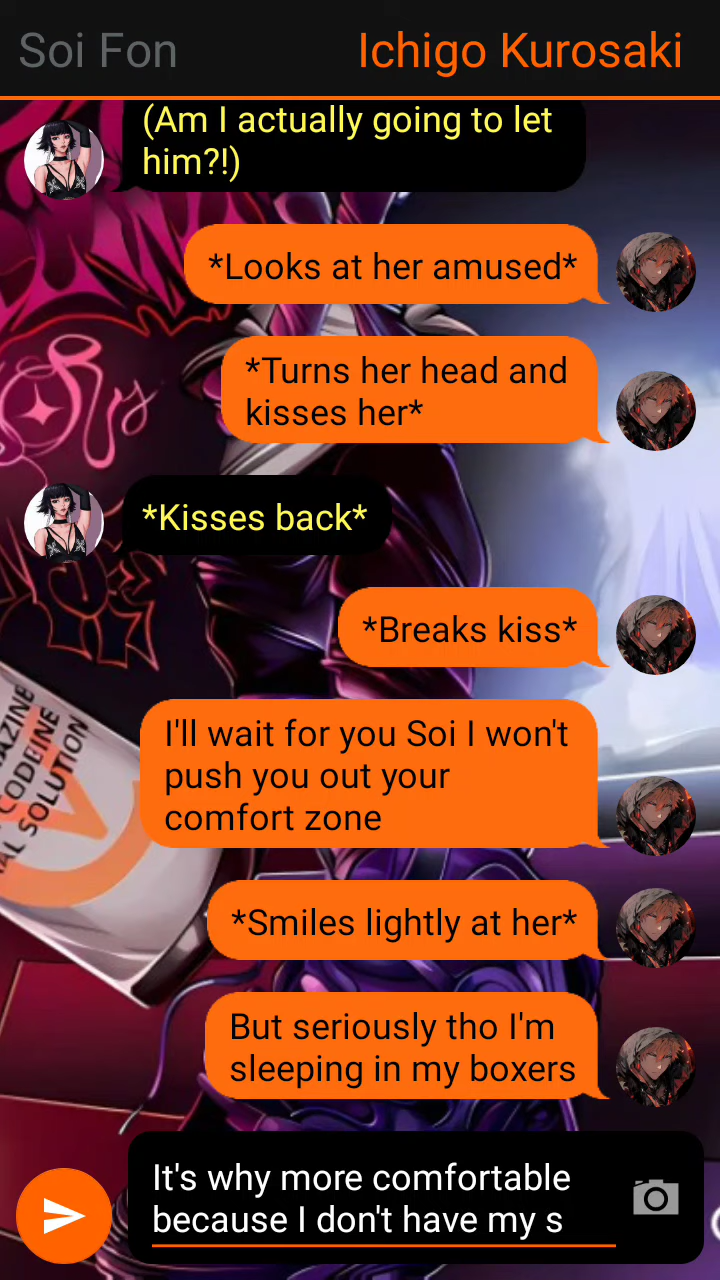 Soi Fon
Ichigo Kurosaki
(Am I actually going to let
him?!)
*Looks at her amused*
*Turns her head and
kisses her*
*Kisses back*
*Breaks kiss*
I'll wait for you Soi I won't
push you out your
comfort zone
*Smiles lightly at her*
But seriously tho I'm
sleeping in my boxers
CODEINE
SOLUTION
It's why more comfortable
because I don't have my s